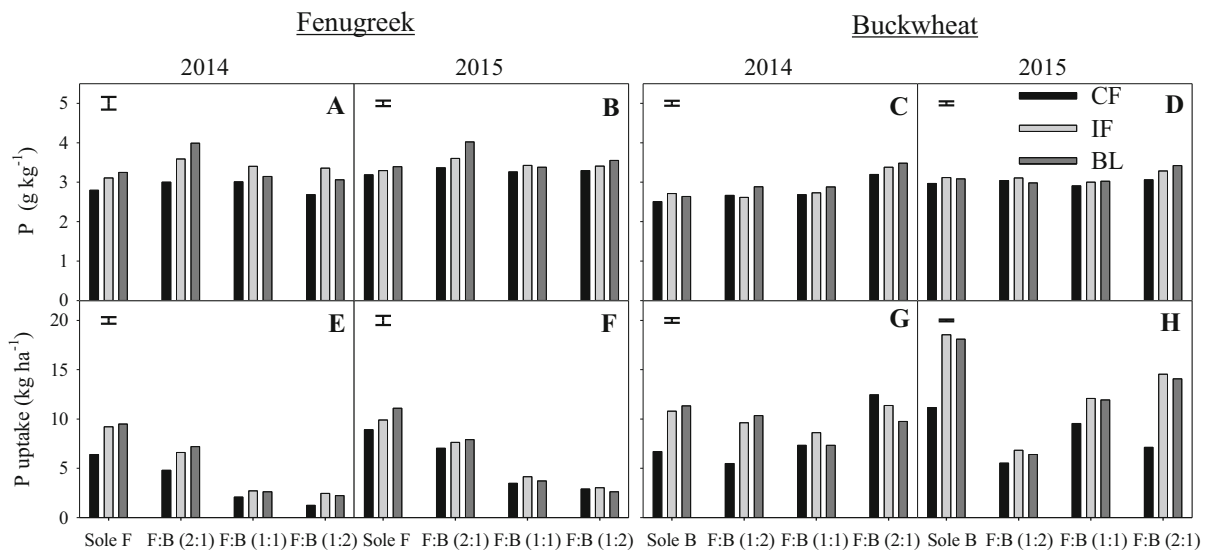 Fenugreek Buckwheat
2014 2015 2014 2015
A B C D
CF
IF
BL
P (g kg⁻¹)
5
4
3
2
1
0
E F G H
P uptake (kg ha⁻¹)
20
15
10
5
0
Sole F F:B (2:1) F:B (1:1) F:B (1:2) Sole F F:B (2:1) F:B (1:1) F:B (1:2) Sole B F:B (1:2) F:B (1:1) F:B (2:1) Sole B F:B (1:2) F:B (1:1) F:B (2:1)